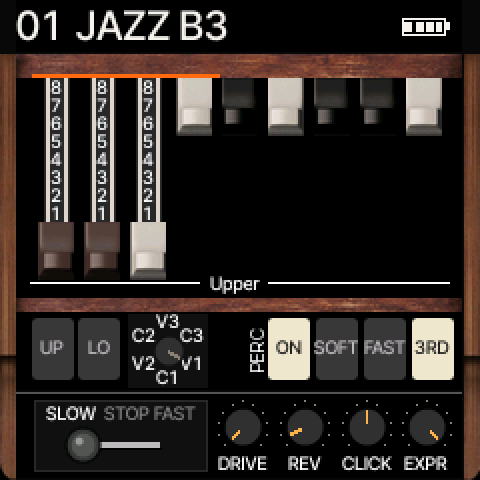 01 JAZZ B3
8 8 8
7 7 7
6 6 6
5 5 5
4 4 4
3 3 3
2 2 2
1 1 1
Upper
UP LO
V3
C2 C3
V2 V1
C1
PERC
ON SOFT FAST 3RD
SLOW STOP FAST
DRIVE REV CLICK EXPR